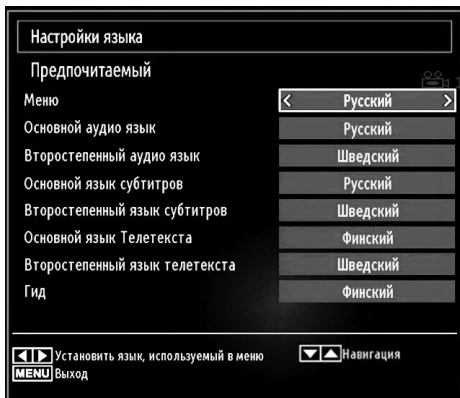 Настройки языка
Предпочитаемый
Меню < Русский >
Основной аудио язык Русский
Второстепенный аудио язык Шведский
Основной язык субтитров Русский
Второстепенный язык субтитров Шведский
Основной язык Телетекста Финский
Второстепенный язык телетекста Шведский
Гид Финский
Установить язык, используемый в меню Навигация
MENU Выход